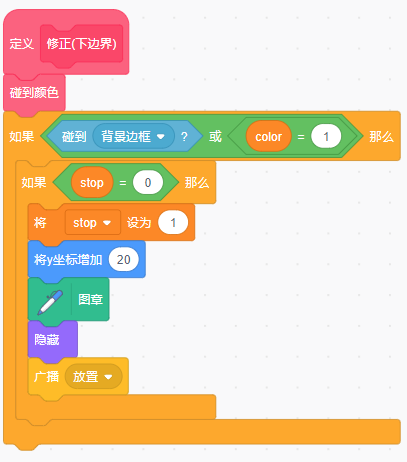 定义 修正(下边界)
碰到颜色
如果 碰到 背景边框 ? 或 color = 1 那么
如果 stop = 0 那么
将 stop 设为 1
将y坐标增加 20
图章
隐藏
广播 放置